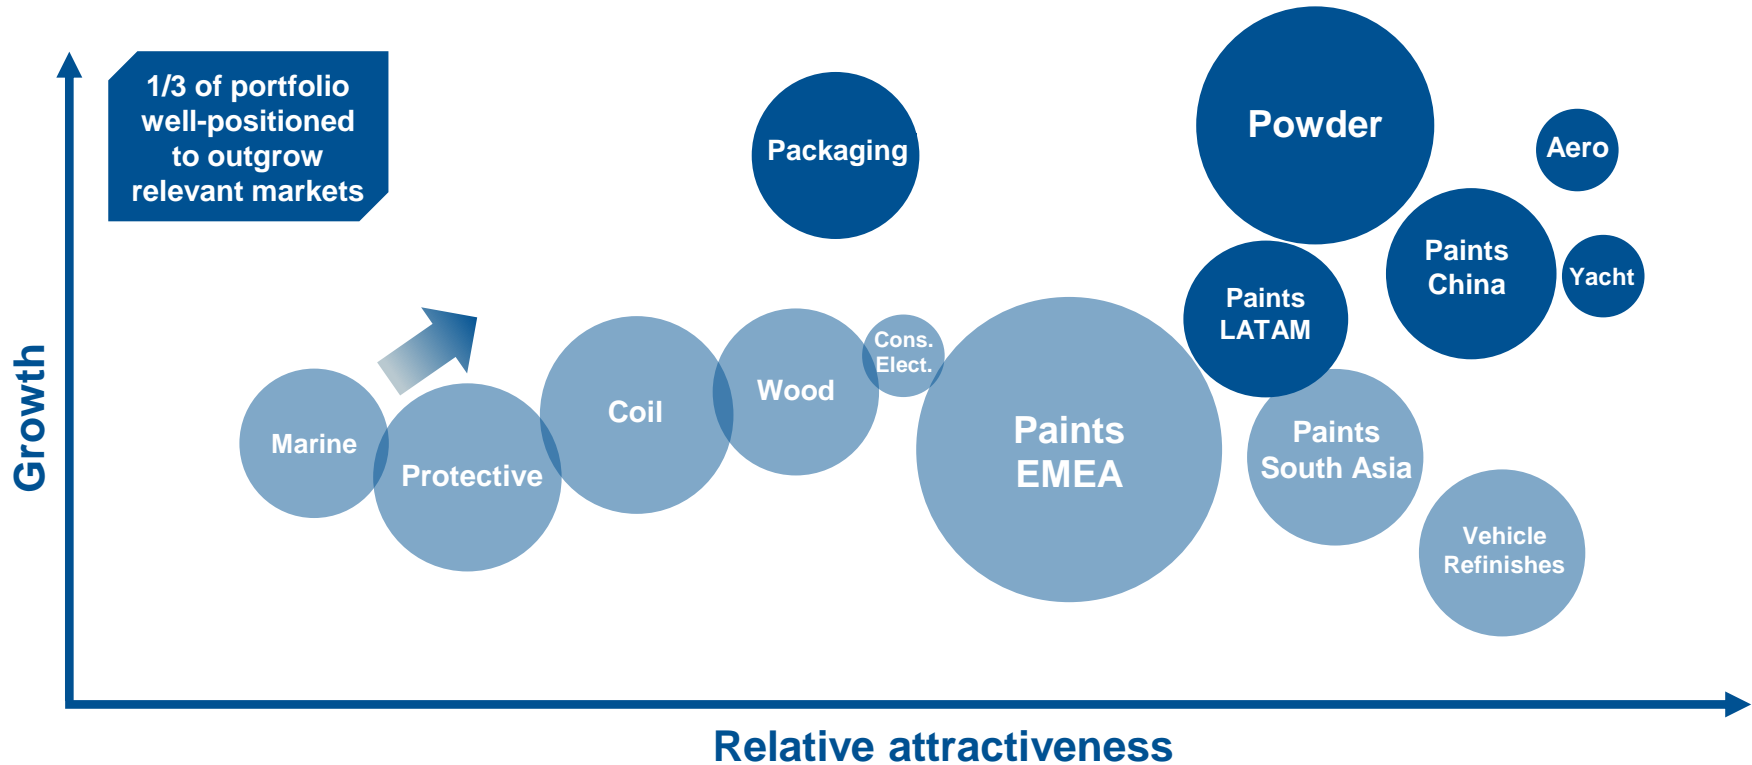 1/3 of portfolio
well-positioned
to outgrow
relevant markets
Packaging
Powder
Aero
Paints
China
Yacht
Paints
LATAM
Cons.
Elect.
Marine
Protective
Coil
Wood
Paints
EMEA
Paints
South Asia
Vehicle
Refinishes
Growth
Relative attractiveness